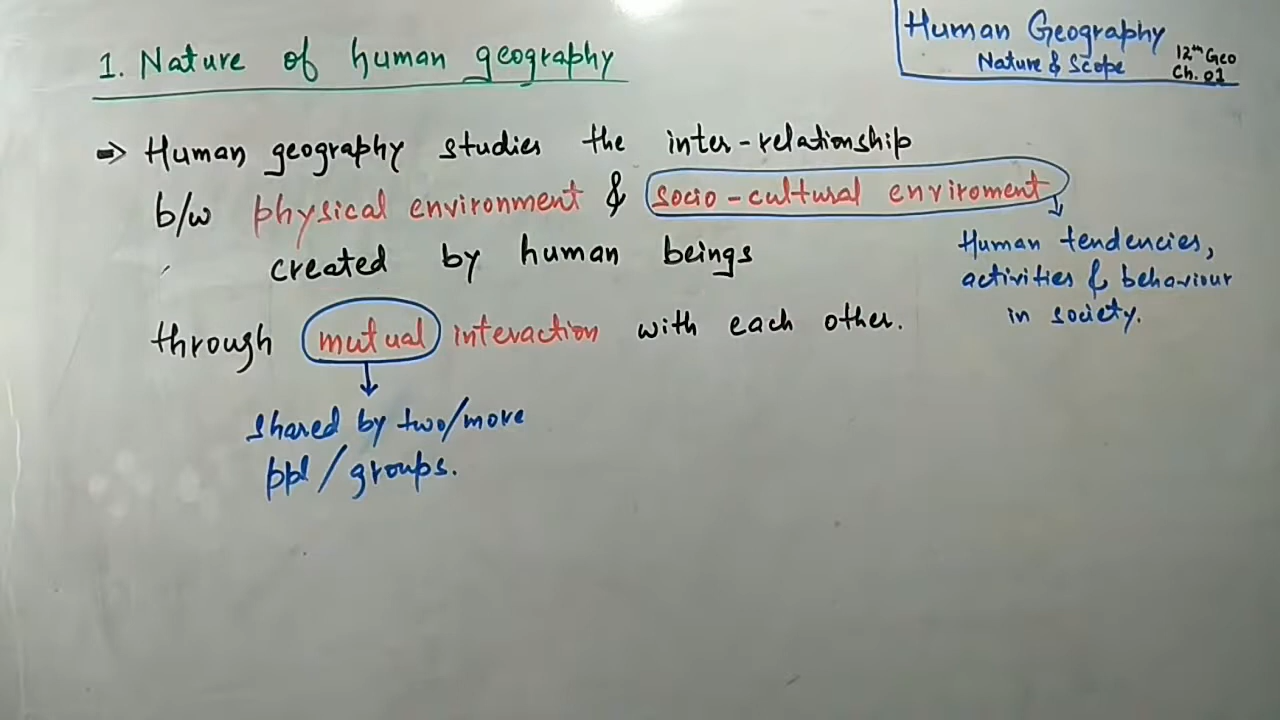 Human Geography
Nature & Scope
12th Geo
Ch. 01
1. Nature of human geography
⇒ Human geography studies the inter-relationship
b/w physical environment & socio-cultural enviroment
created by human beings
through mutual interaction with each other.
Human tendencies,
activities & behaviour
in society.
shared by two/more
ppl/groups.